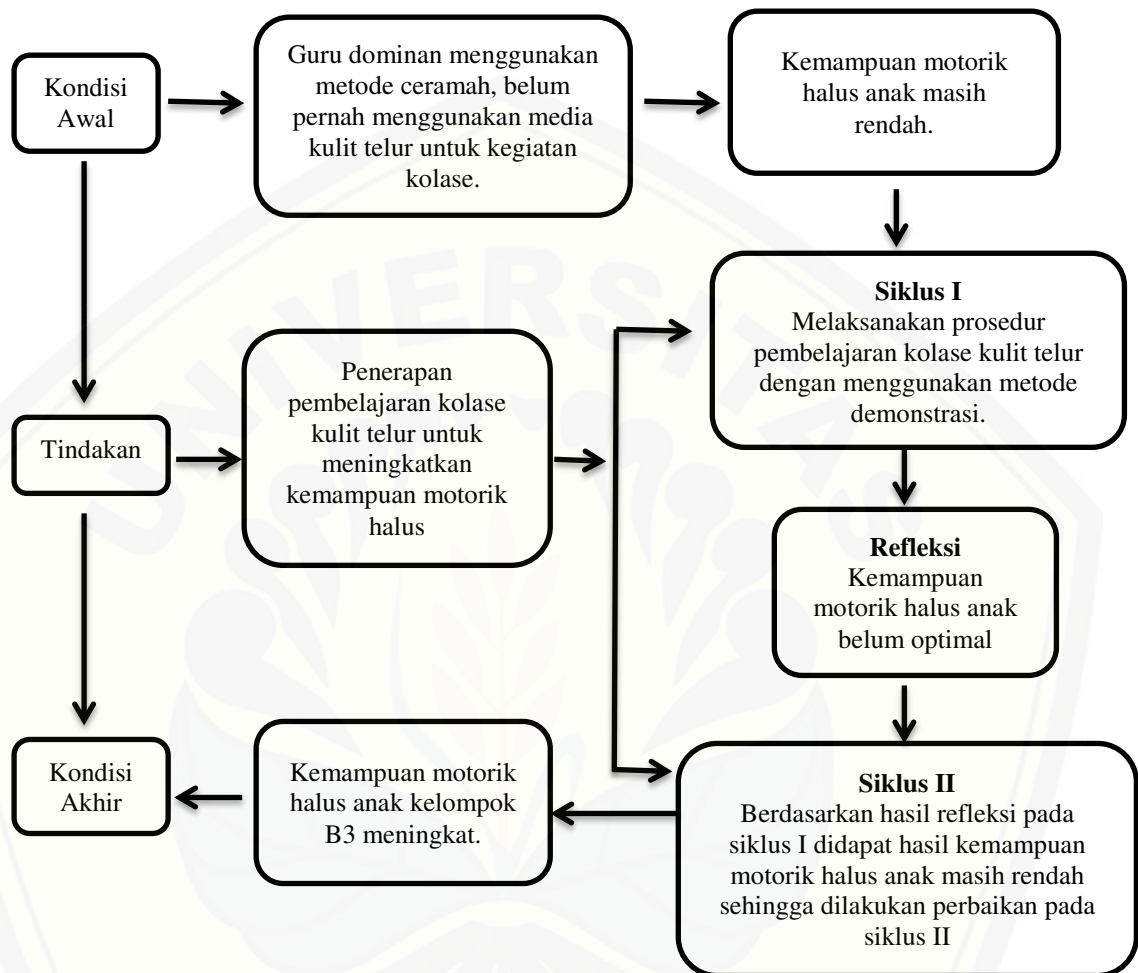 Kondisi
Awal
Guru dominan menggunakan
metode ceramah, belum
pernah menggunakan media
kulit telur untuk kegiatan
kolase.
Kemampuan motorik
halus anak masih
rendah.
Siklus I
Melaksanakan prosedur
pembelajaran kolase kulit telur
dengan menggunakan metode
demonstrasi.
Tindakan
Penerapan
pembelajaran kolase
kulit telur untuk
meningkatkan
kemampuan motorik
halus
Refleksi
Kemampuan
motorik halus anak
belum optimal
Kondisi
Akhir
Kemampuan motorik
halus anak kelompok
B3 meningkat.
Siklus II
Berdasarkan hasil refleksi pada
siklus I didapat hasil kemampuan
motorik halus anak masih rendah
sehingga dilakukan perbaikan pada
siklus II
UNIVERSITAS